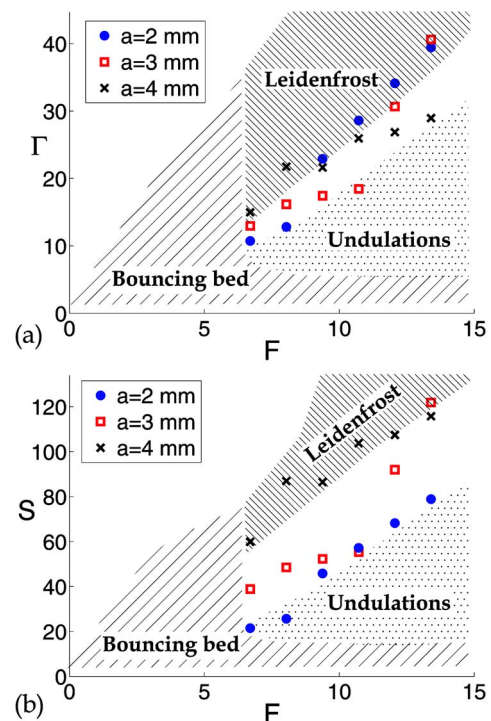 40
30
Γ
20
10
0
a=2 mm
a=3 mm
a=4 mm
Leidenfrost
Undulations
Bouncing bed
(a)
0 5 10 15
F
120
100
80
S
60
40
20
0
a=2 mm
a=3 mm
a=4 mm
Leidenfrost
Undulations
Bouncing bed
(b)
0 5 10 15
F